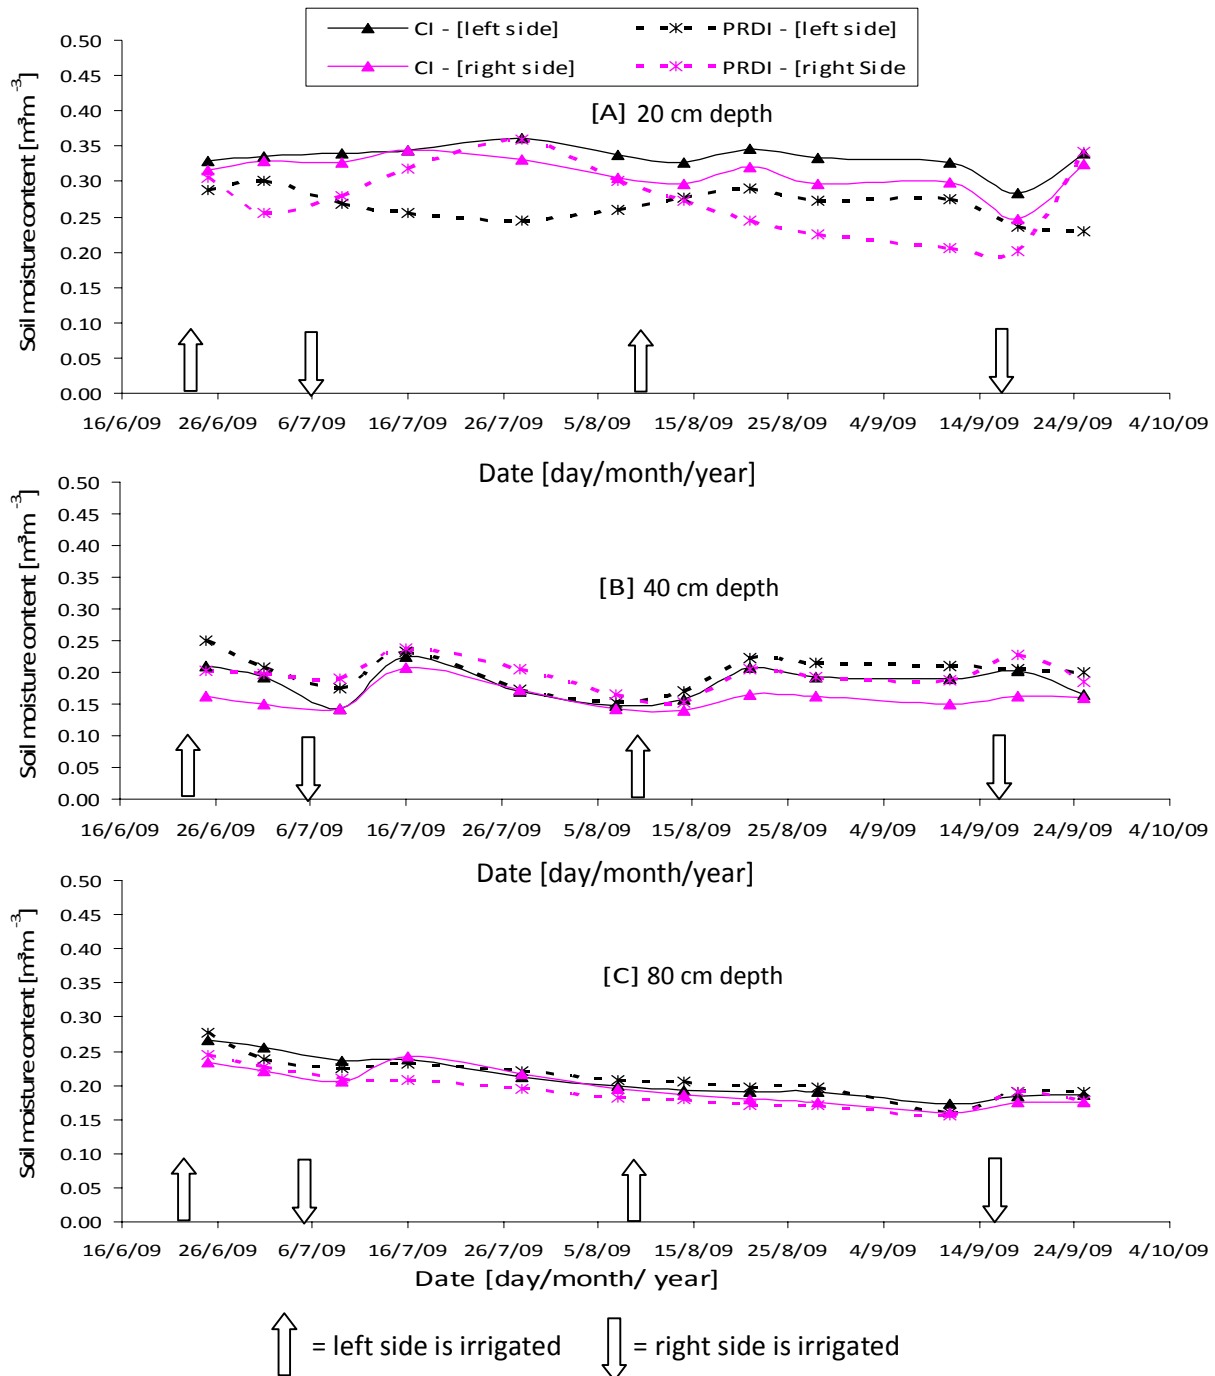 CI - [left side] PRDI - [left side]
CI - [right side] PRDI - [right Side
[A] 20 cm depth
Soil moisture content [m³m⁻³]
0.50
0.45
0.40
0.35
0.30
0.25
0.20
0.15
0.10
0.05
0.00
16/6/09 26/6/09 6/7/09 16/7/09 26/7/09 5/8/09 15/8/09 25/8/09 4/9/09 14/9/09 24/9/09 4/10/09
Date [day/month/year]
[B] 40 cm depth
Soil moisture content [m³m⁻³]
0.50
0.45
0.40
0.35
0.30
0.25
0.20
0.15
0.10
0.05
0.00
16/6/09 26/6/09 6/7/09 16/7/09 26/7/09 5/8/09 15/8/09 25/8/09 4/9/09 14/9/09 24/9/09 4/10/09
Date [day/month/year]
[C] 80 cm depth
Soil moisture content [m³m⁻³]
0.50
0.45
0.40
0.35
0.30
0.25
0.20
0.15
0.10
0.05
0.00
16/6/09 26/6/09 6/7/09 16/7/09 26/7/09 5/8/09 15/8/09 25/8/09 4/9/09 14/9/09 24/9/09 4/10/09
Date [day/month/ year]
= left side is irrigated = right side is irrigated